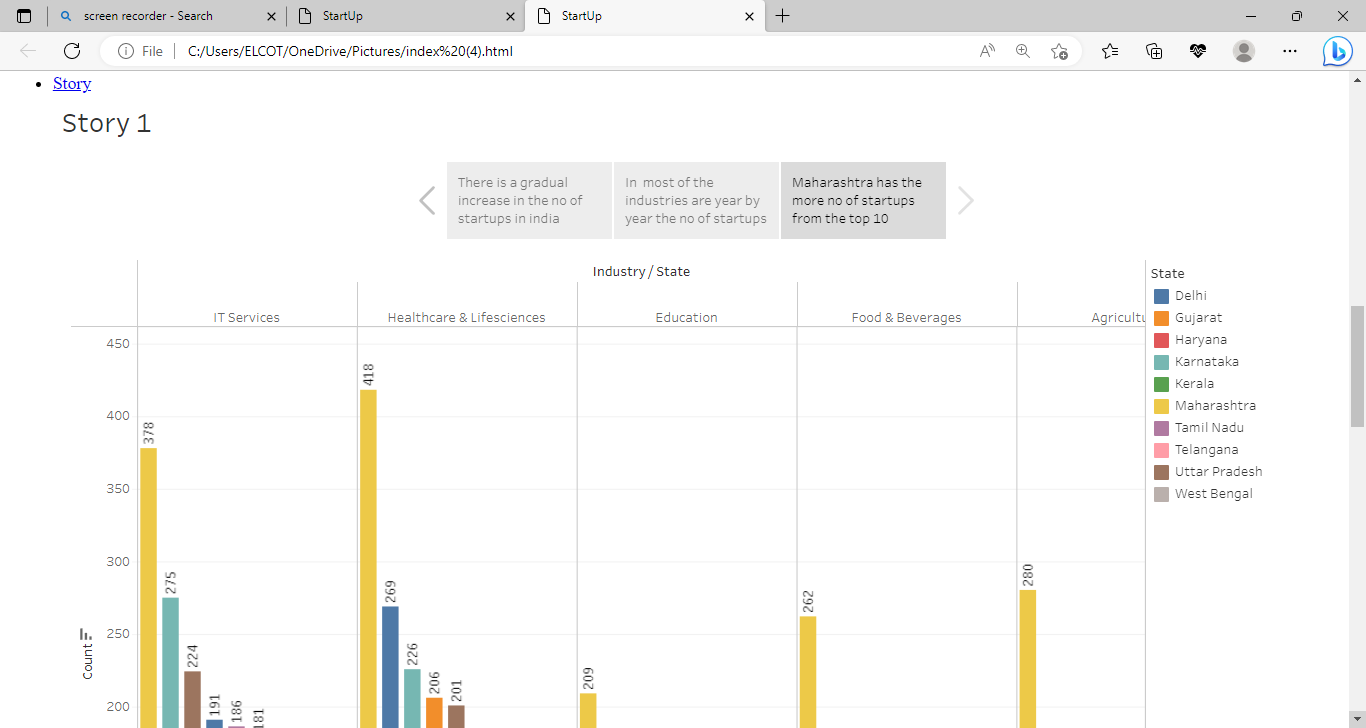 screen recorder - Search
StartUp
StartUp
File
C:/Users/ELCOT/OneDrive/Pictures/index%20(4).html
Story
Story 1
There is a gradual
increase in the no of
startups in india
In most of the
industries are year by
year the no of startups
Maharashtra has the
more no of startups
from the top 10
Industry / State
IT Services
Healthcare & Lifesciences
Education
Food & Beverages
Agricultu
State
Delhi
Gujarat
Haryana
Karnataka
Kerala
Maharashtra
Tamil Nadu
Telangana
Uttar Pradesh
West Bengal
Count
450
400
350
300
250
200
378
275
224
191
186
181
418
269
226
206
201
209
262
280